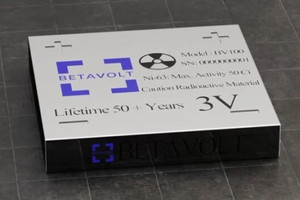 Model: BV100
SN: 0000000001
BETAVOLT
Ni-63: Max. Activity 50 Ci
Caution Radioactive Material
Lifetime 50 + Years
3V
BETAVOLT